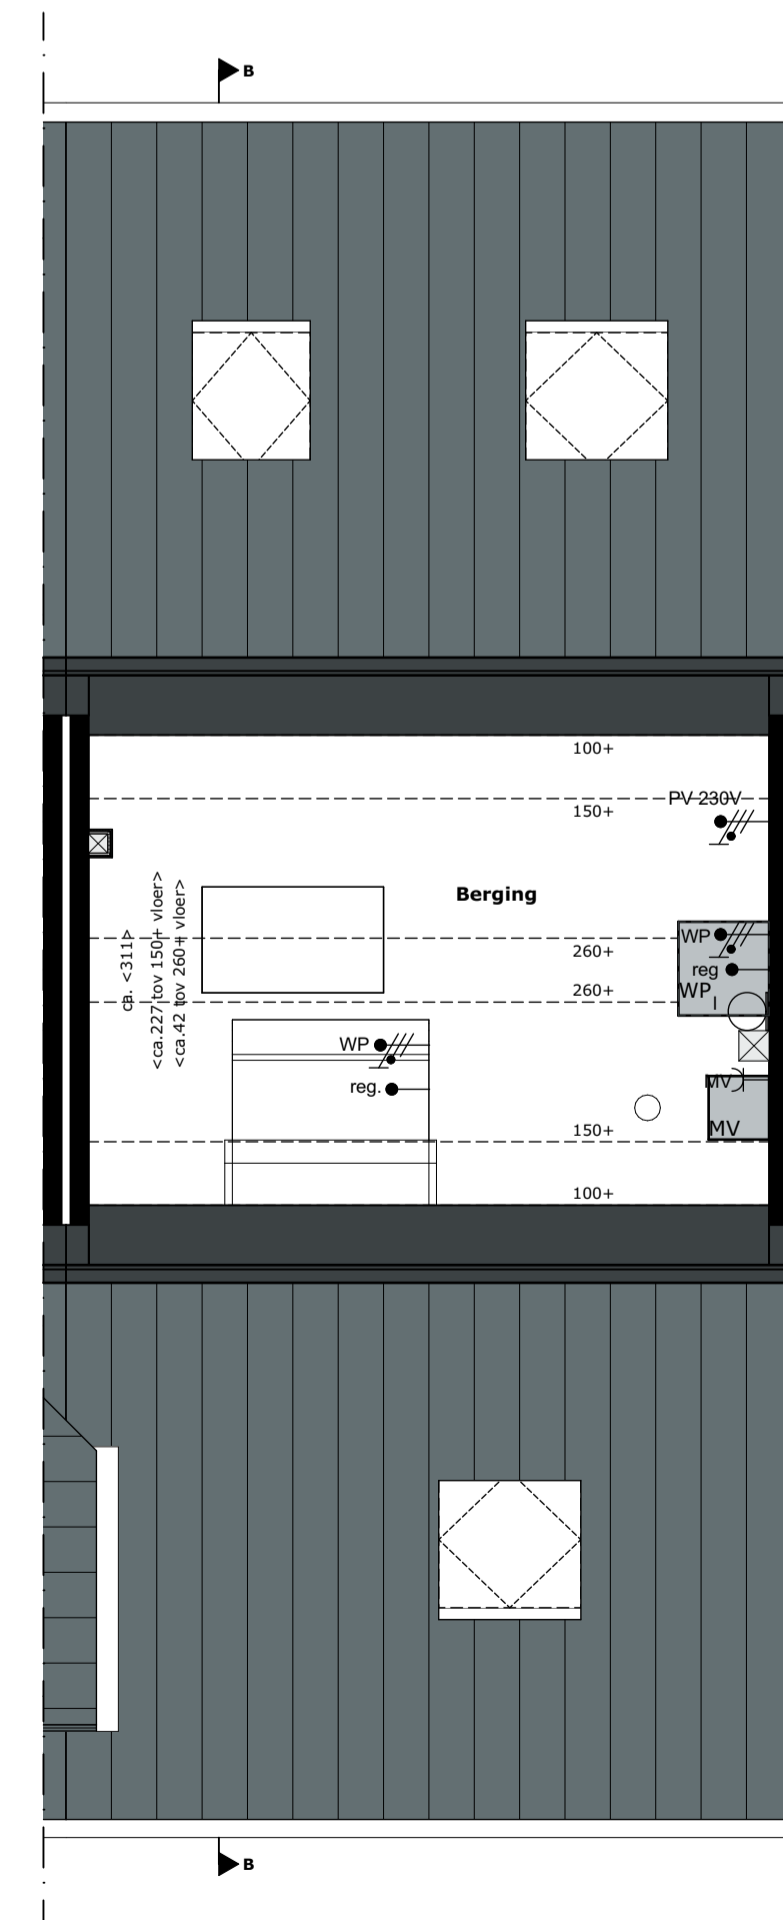 B
100+
PV 230V
150+
Berging
ca. <311>
<ca.227 tov 150+ vloer>
<ca.42 tov 260+ vloer>
WP
260+
reg
260+
WP
WP
reg.
MV
MV
150+
100+
B